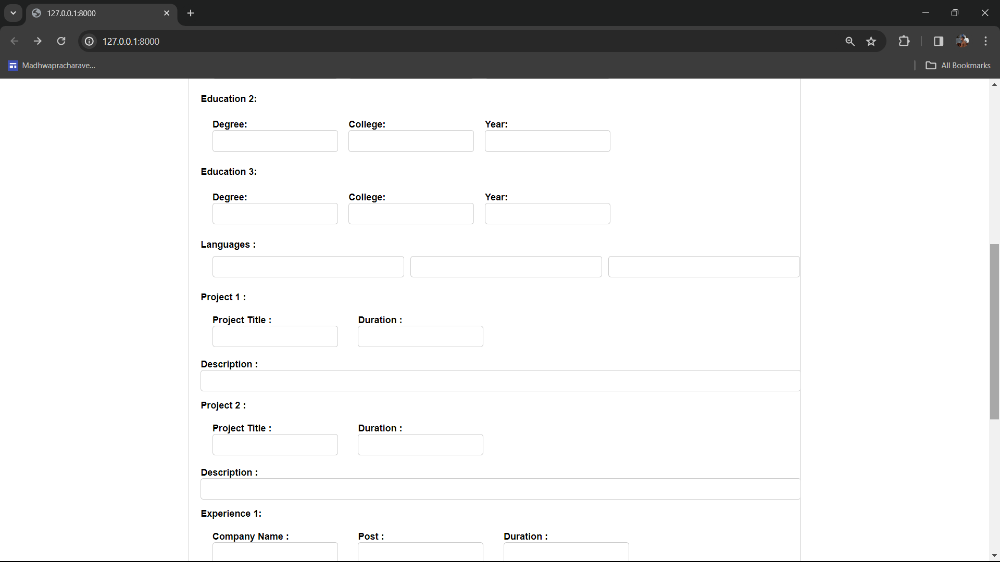 127.0.0.1:8000
127.0.0.1:8000
Madhwapracharave...
All Bookmarks
Education 2:
Degree: College: Year:
Education 3:
Degree: College: Year:
Languages :
Project 1 :
Project Title : Duration :
Description :
Project 2 :
Project Title : Duration :
Description :
Experience 1:
Company Name : Post : Duration :